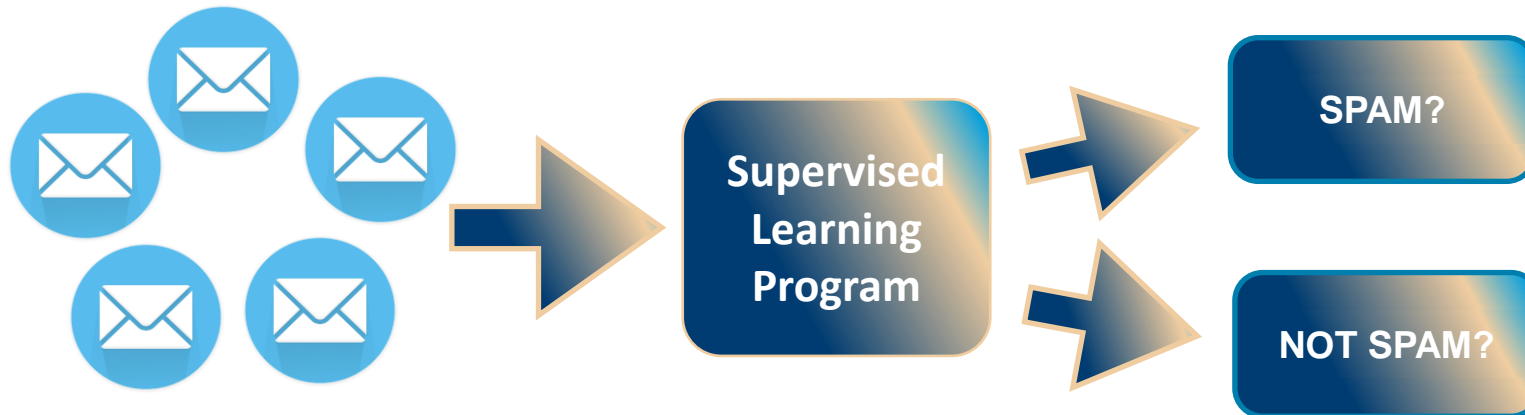 Supervised
Learning
Program
SPAM?
NOT SPAM?